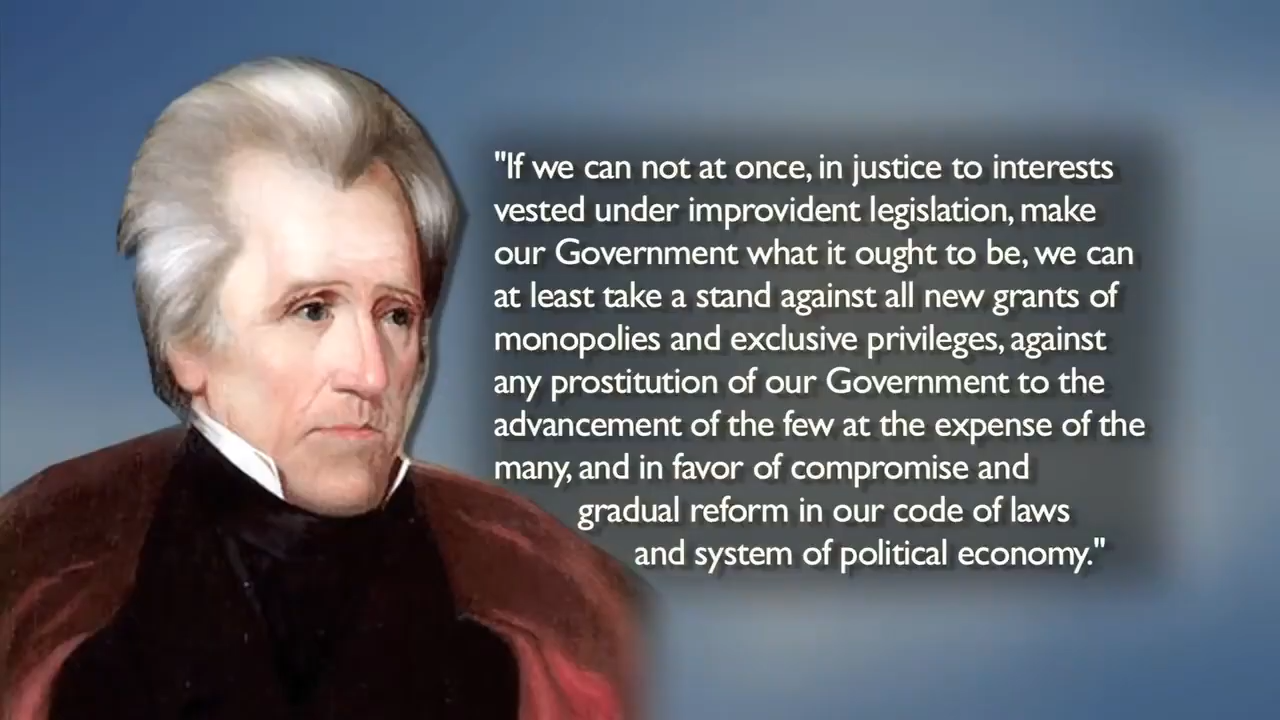 "If we can not at once, in justice to interests
vested under improvident legislation, make
our Government what it ought to be, we can
at least take a stand against all new grants of
monopolies and exclusive privileges, against
any prostitution of our Government to the
advancement of the few at the expense of the
many, and in favor of compromise and
gradual reform in our code of laws
and system of political economy."